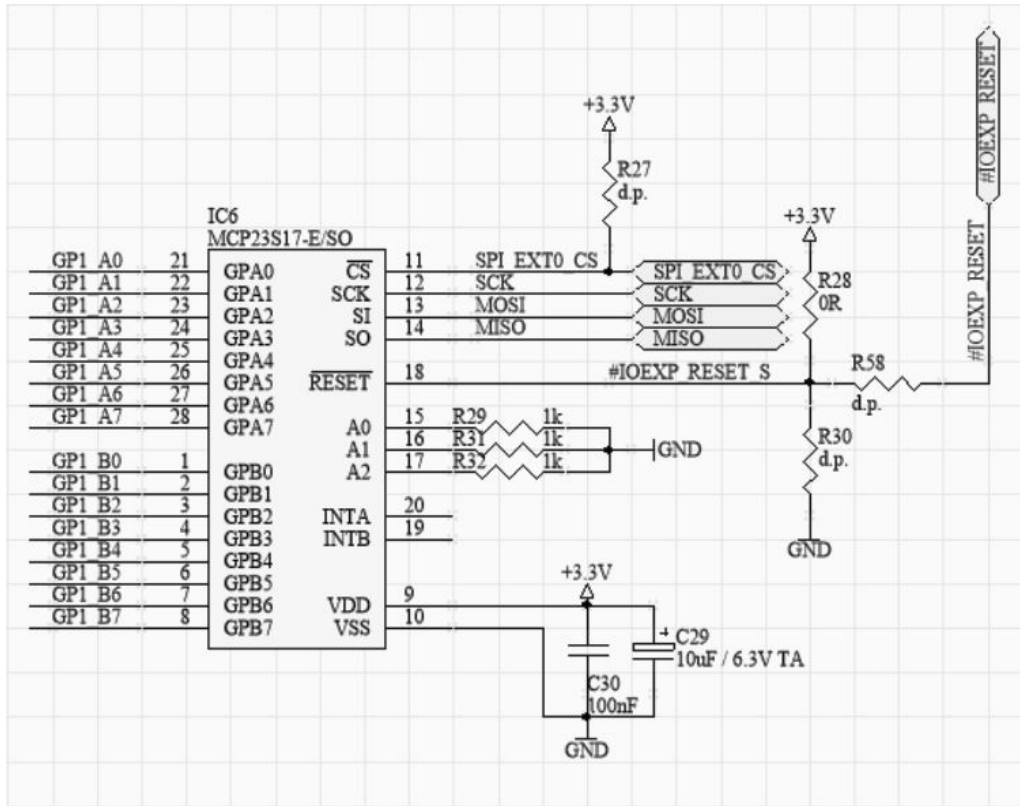 #IOEXP_RESET
+3.3V
R27
d.p.
+3.3V
IC6
MCP23S17-E/SO
GP1_A0 21 GPA0 CS 11 SPI_EXT0_CS SPI_EXT0_CS
GP1_A1 22 GPA1 SCK 12 SCK SCK
GP1_A2 23 GPA2 SI 13 MOSI MOSI
GP1_A3 24 GPA3 SO 14 MISO MISO
R28
0R
#IOEXP_RESET
GP1_A4 25 GPA4
GP1_A5 26 GPA5 RESET 18 #IOEXP_RESET_S
R58
d.p.
GP1_A6 27 GPA6
GP1_A7 28 GPA7 A0 15 R29 1k
A1 16 R31 1k GND
A2 17 R32 1k
R30
d.p.
GND
GP1_B0 1 GPB0
GP1_B1 2 GPB1
GP1_B2 3 GPB2 INTA 20
GP1_B3 4 GPB3 INTB 19
GP1_B4 5 GPB4
GP1_B5 6 GPB5
GP1_B6 7 GPB6 VDD 9
GP1_B7 8 GPB7 VSS 10
+3.3V
+ C29
10uF / 6.3V TA
C30
100nF
GND